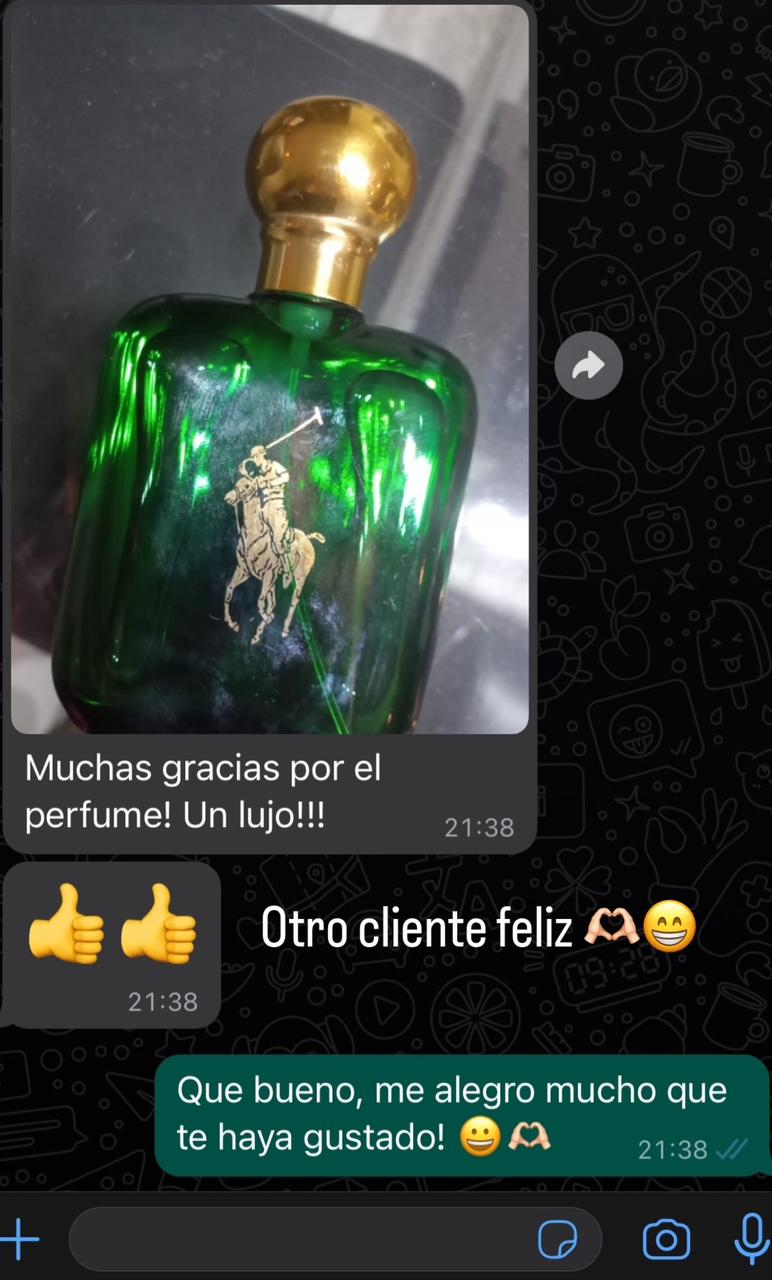 Muchas gracias por el
perfume! Un lujo!!!
21:38
👍👍
21:38
Otro cliente feliz 🫶🏻😁
Que bueno, me alegro mucho que
te haya gustado! 😀🫶🏻
21:38